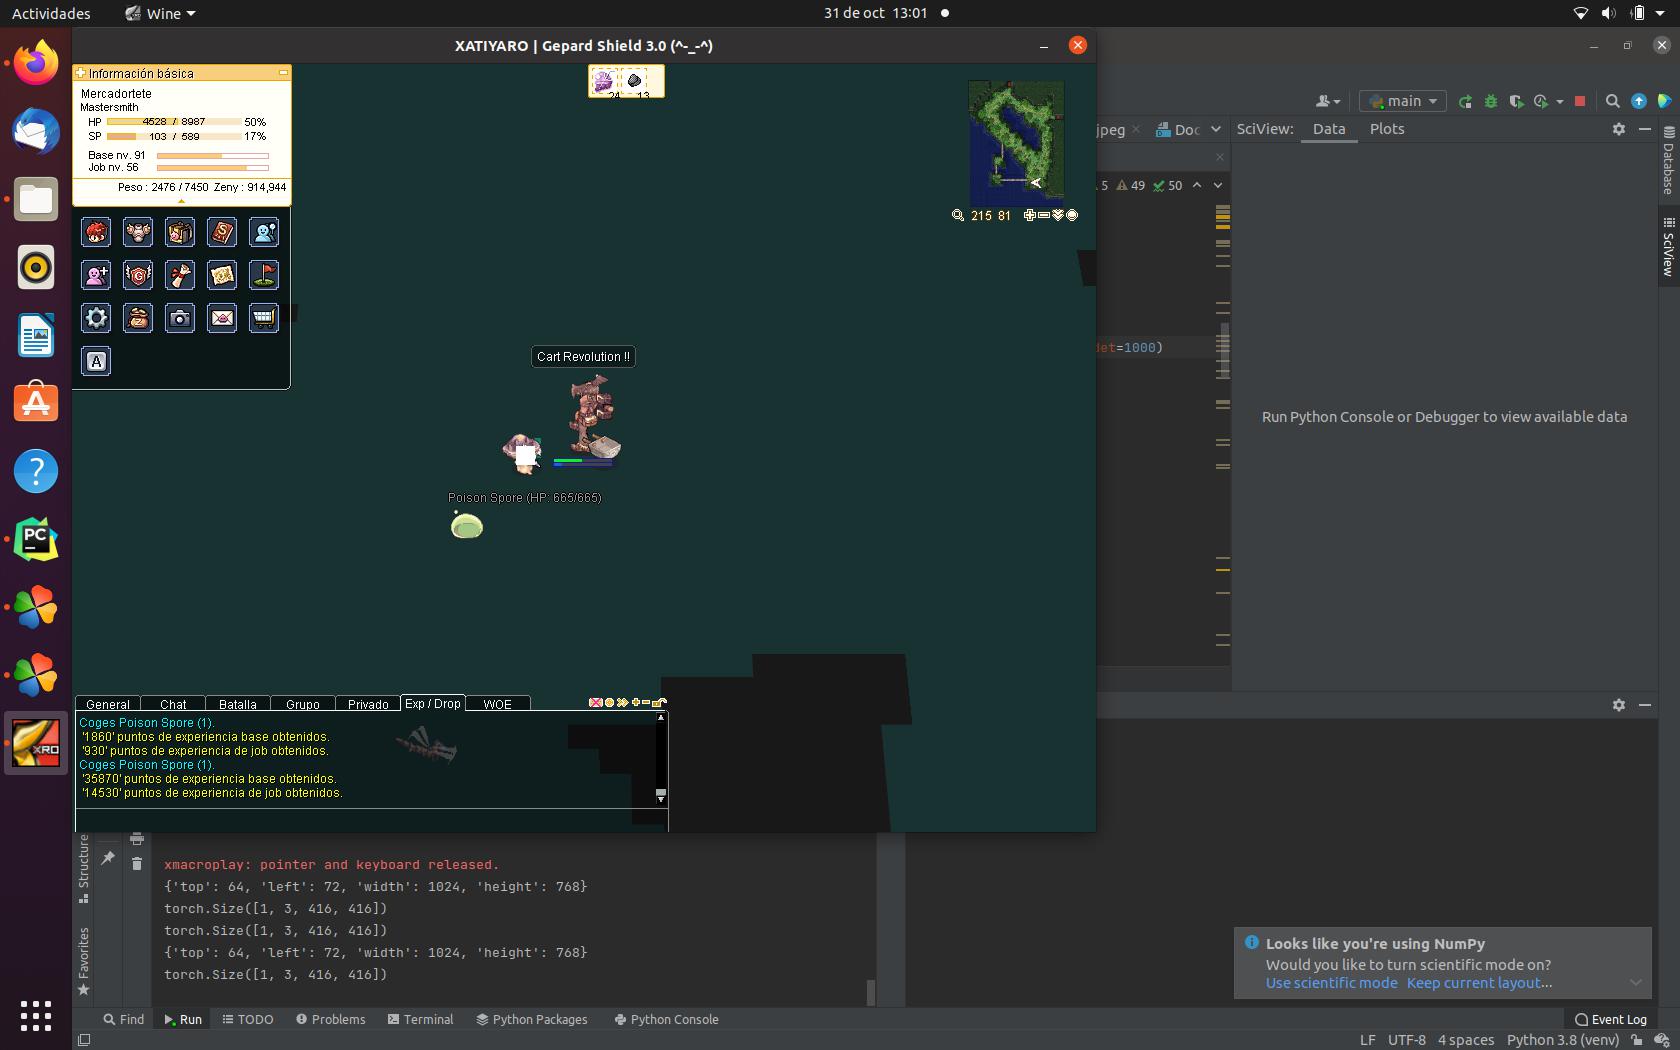 Actividades
Wine
31 de oct 13:01
XATIYARO | Gepard Shield 3.0 (^-_-^)
Información básica
Mercadortete
Mastersmith
HP 4528 / 8987 50%
SP 103 / 589 17%
Base nv. 91
Job nv. 56
Peso : 2476 / 7450 Zeny : 914,944
24 13
215 81
Cart Revolution !!
Poison Spore (HP: 665/665)
General Chat Batalla Grupo Privado Exp / Drop WOE
Coges Poison Spore (1).
'1860' puntos de experiencia base obtenidos.
'930' puntos de experiencia de job obtenidos.
Coges Poison Spore (1).
'35870' puntos de experiencia base obtenidos.
'14530' puntos de experiencia de job obtenidos.
main
jpeg
Doc
SciView: Data Plots
5 49 50
det=1000)
Run Python Console or Debugger to view available data
Database
SciView
Structure
Favorites
xmacroplay: pointer and keyboard released.
{'top': 64, 'left': 72, 'width': 1024, 'height': 768}
torch.Size([1, 3, 416, 416])
torch.Size([1, 3, 416, 416])
{'top': 64, 'left': 72, 'width': 1024, 'height': 768}
torch.Size([1, 3, 416, 416])
Looks like you're using NumPy
Would you like to turn scientific mode on?
Use scientific mode Keep current layout...
Find Run TODO Problems Terminal Python Packages Python Console
Event Log
LF UTF-8 4 spaces Python 3.8 (venv)
PC
XRO
A